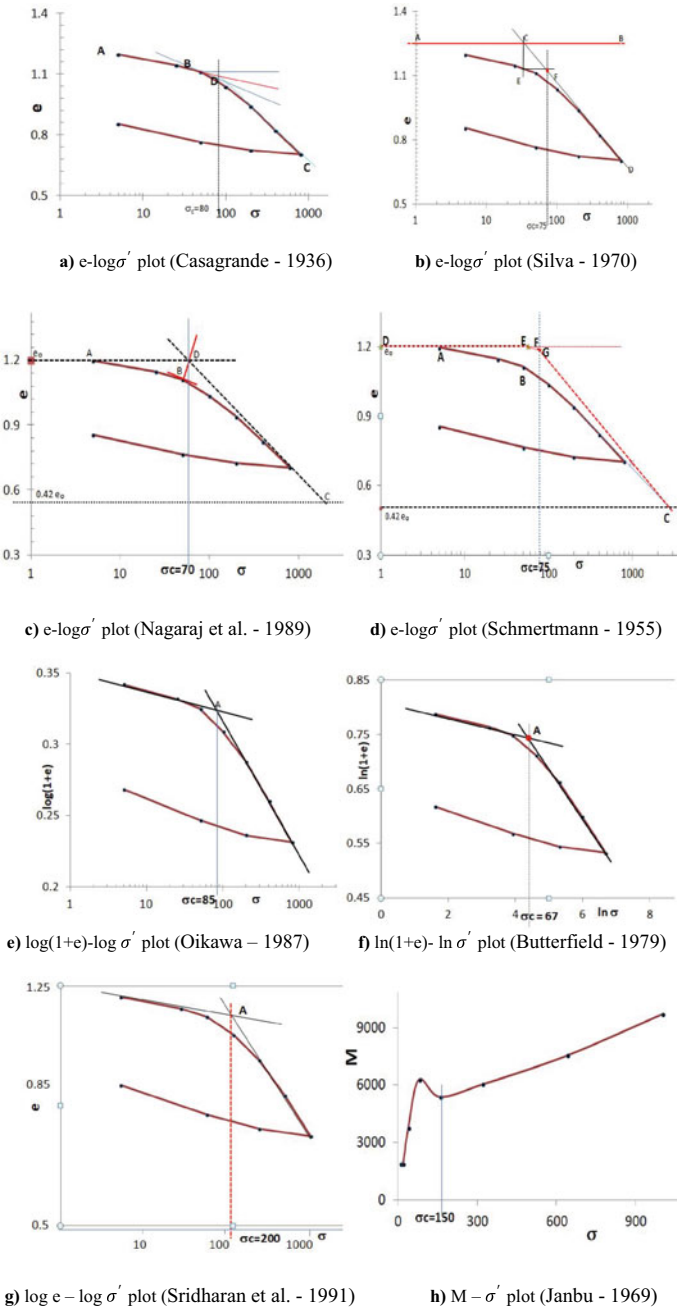 A
B
D
C
e
1.4
1.1
0.8
0.5
1
10
100
1000
σ
σc=80
a) e-logσ′ plot (Casagrande - 1936)
A
C
B
E
F
D
e
1.4
1.1
0.8
0.5
1
10
100
1000
σ
σc=75
b) e-logσ′ plot (Silva - 1970)
eₒ
A
B
D
C
0.42 eₒ
e
1.2
0.9
0.6
0.3
1
10
100
1000
σ
σc=70
c) e-logσ′ plot (Nagaraj et al. - 1989)
D
eₒ
A
E
F
G
B
C
0.42 eₒ
e
1.2
0.9
0.6
0.3
1
10
100
1000
σ
σc=75
d) e-logσ′ plot (Schmertmann - 1955)
A
log(1+e)
0.35
0.3
0.25
0.2
1
10
100
1000
σ
σc=85
e) log(1+e)-log σ′ plot (Oikawa – 1987)
A
ln(1+e)
0.85
0.75
0.65
0.55
0.45
0
2
4
6
8
ln σ
σc = 67
f) ln(1+e)- ln σ′ plot (Butterfield - 1979)
A
e
1.25
0.85
0.5
10
100
1000
σ
σc=200
g) log e – log σ′ plot (Sridharan et al. - 1991)
M
9000
6000
3000
0
0
300
600
900
σ
σc=150
h) M – σ′ plot (Janbu - 1969)